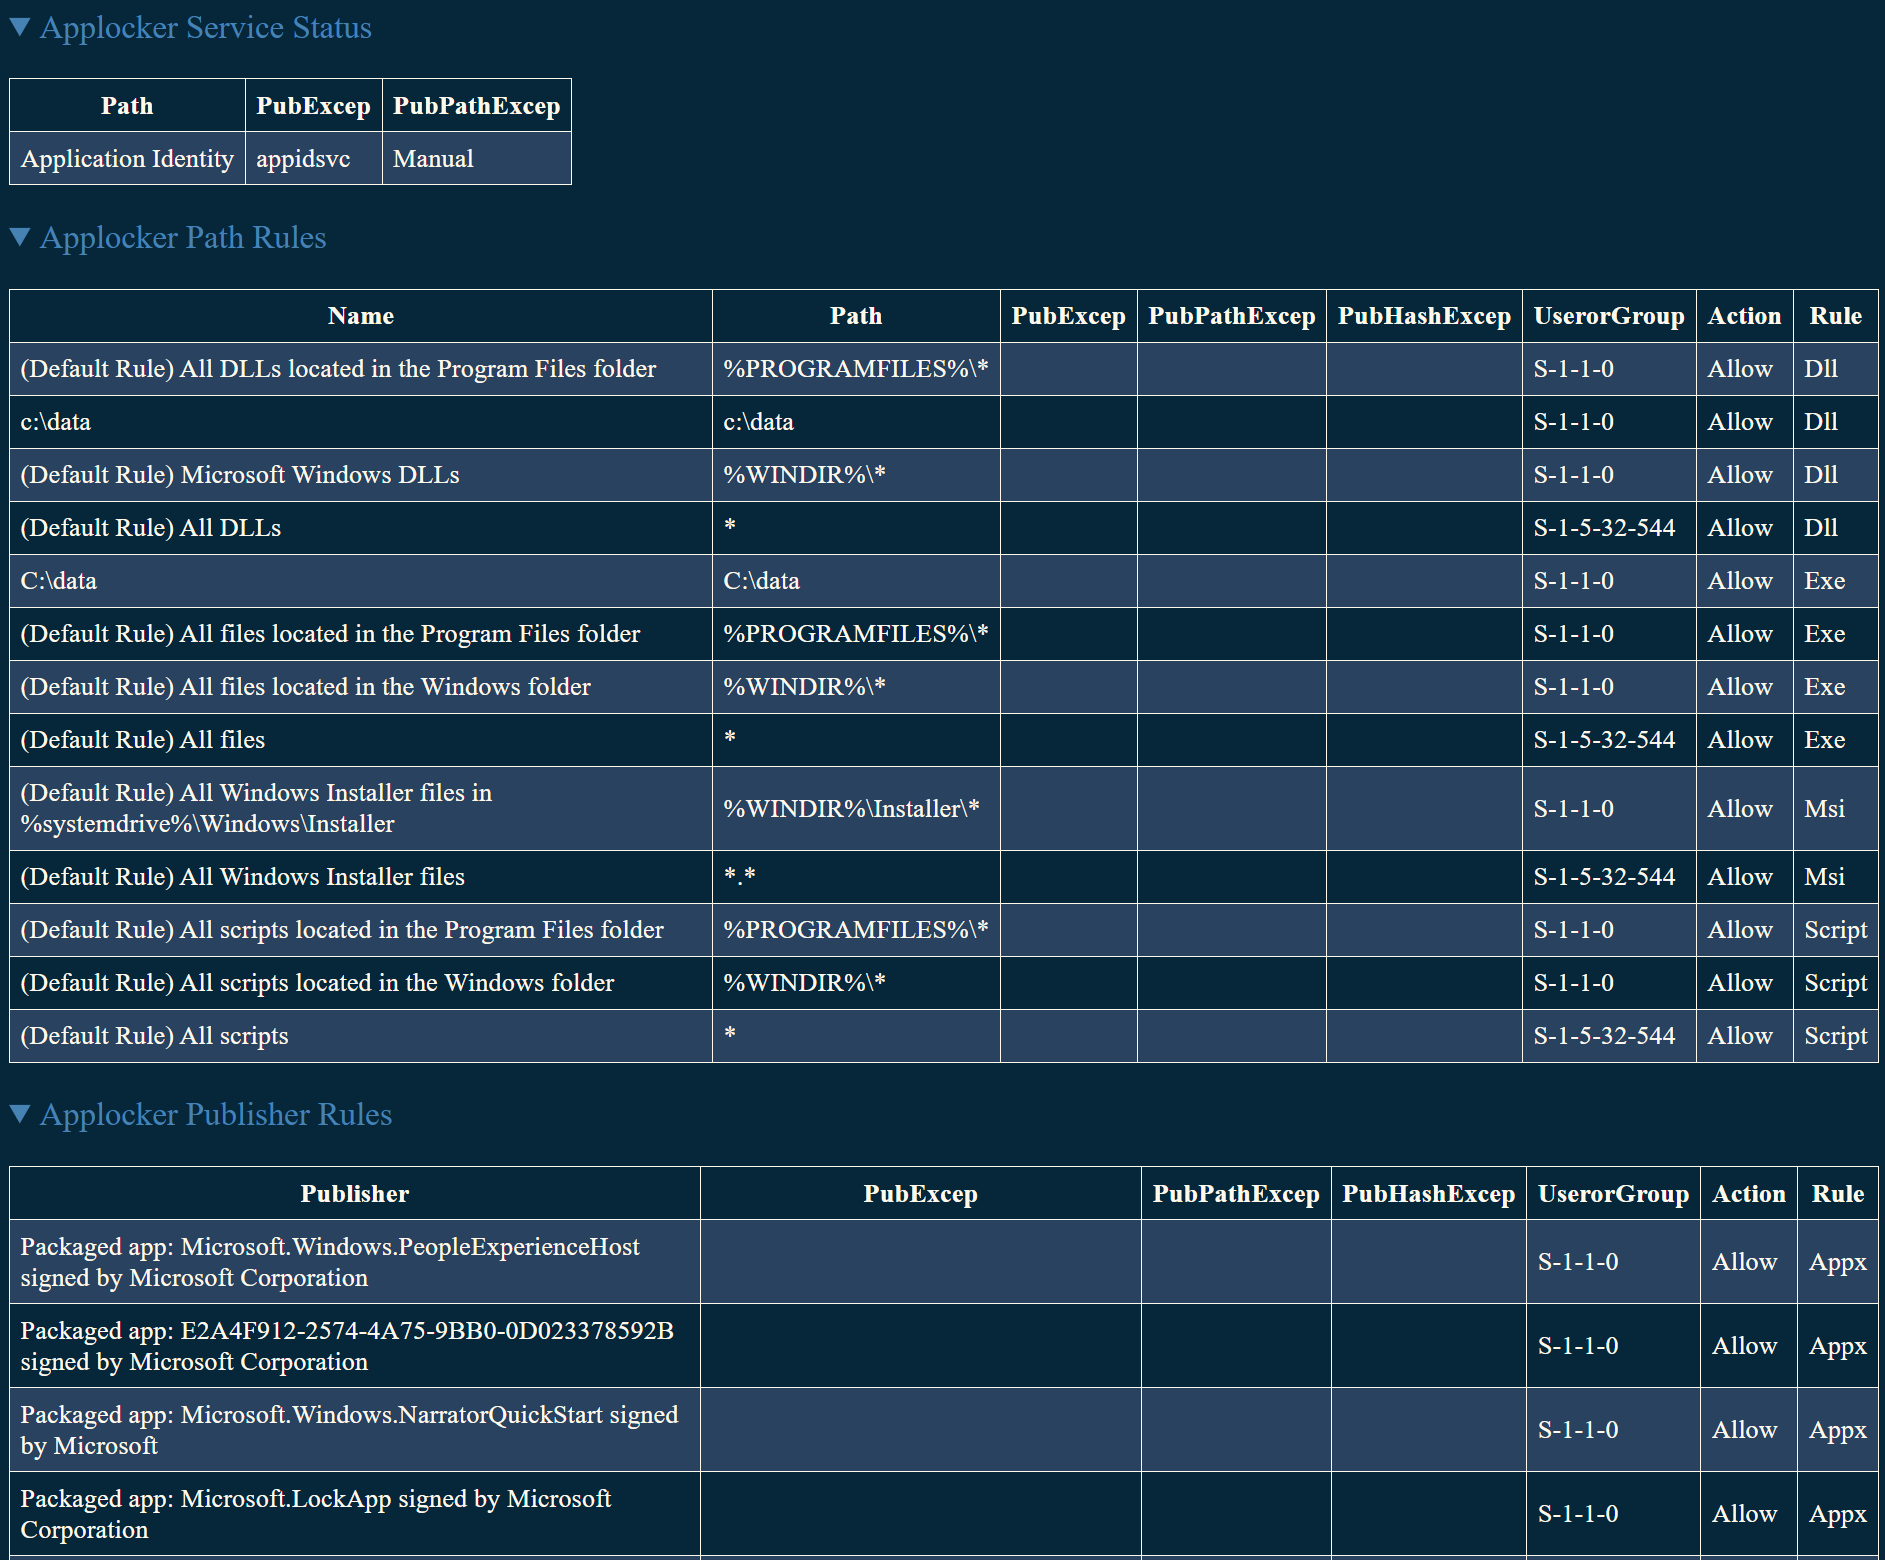 Applocker Service Status
Path PubExcep PubPathExcep
Application Identity appidsvc Manual
Applocker Path Rules
Name Path PubExcep PubPathExcep PubHashExcep UserorGroup Action Rule
(Default Rule) All DLLs located in the Program Files folder %PROGRAMFILES%\* S-1-1-0 Allow Dll
c:\data c:\data S-1-1-0 Allow Dll
(Default Rule) Microsoft Windows DLLs %WINDIR%\* S-1-1-0 Allow Dll
(Default Rule) All DLLs * S-1-5-32-544 Allow Dll
C:\data C:\data S-1-1-0 Allow Exe
(Default Rule) All files located in the Program Files folder %PROGRAMFILES%\* S-1-1-0 Allow Exe
(Default Rule) All files located in the Windows folder %WINDIR%\* S-1-1-0 Allow Exe
(Default Rule) All files * S-1-5-32-544 Allow Exe
(Default Rule) All Windows Installer files in
%systemdrive%\Windows\Installer %WINDIR%\Installer\* S-1-1-0 Allow Msi
(Default Rule) All Windows Installer files *.* S-1-5-32-544 Allow Msi
(Default Rule) All scripts located in the Program Files folder %PROGRAMFILES%\* S-1-1-0 Allow Script
(Default Rule) All scripts located in the Windows folder %WINDIR%\* S-1-1-0 Allow Script
(Default Rule) All scripts * S-1-5-32-544 Allow Script
Applocker Publisher Rules
Publisher PubExcep PubPathExcep PubHashExcep UserorGroup Action Rule
Packaged app: Microsoft.Windows.PeopleExperienceHost
signed by Microsoft Corporation S-1-1-0 Allow Appx
Packaged app: E2A4F912-2574-4A75-9BB0-0D023378592B
signed by Microsoft Corporation S-1-1-0 Allow Appx
Packaged app: Microsoft.Windows.NarratorQuickStart signed
by Microsoft S-1-1-0 Allow Appx
Packaged app: Microsoft.LockApp signed by Microsoft
Corporation S-1-1-0 Allow Appx